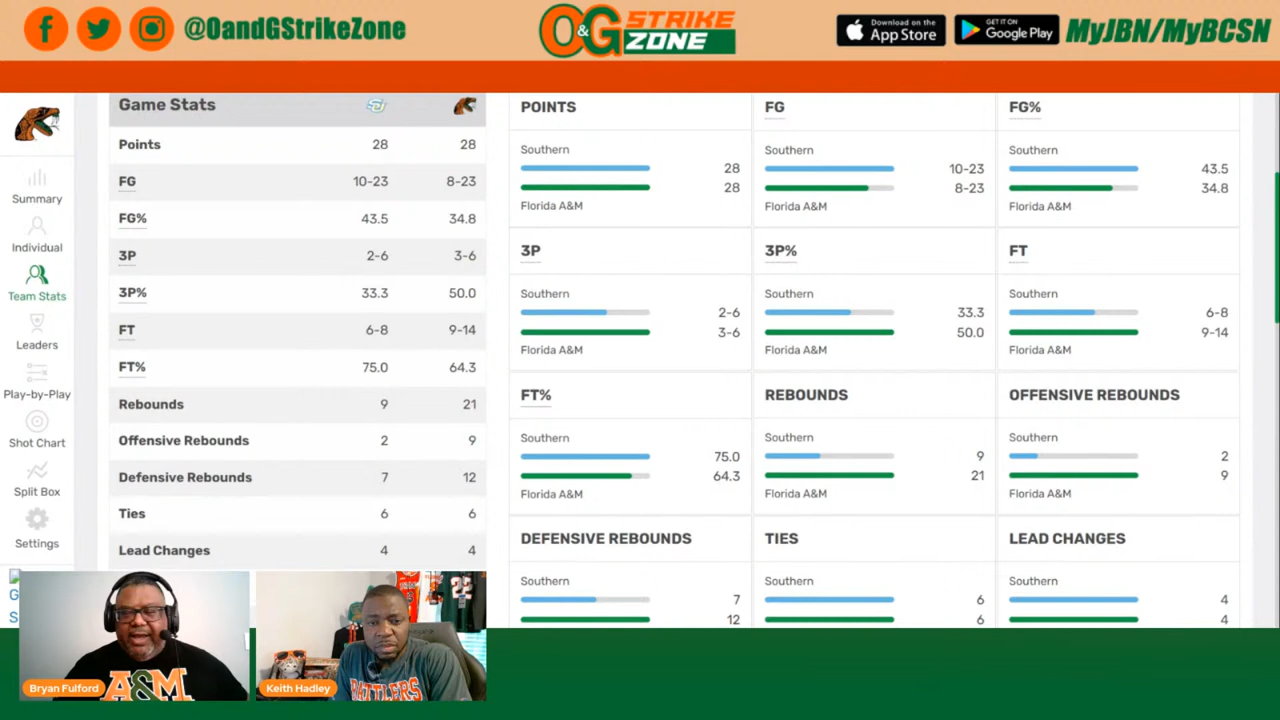 @OandGStrikeZone
O&G STRIKE ZONE
Download on the App Store
GET IT ON Google Play
MyJBN/MyBCSN
Summary
Individual
Team Stats
Leaders
Play-by-Play
Shot Chart
Split Box
Settings
Game Stats
Points 28 28
FG 10-23 8-23
FG% 43.5 34.8
3P 2-6 3-6
3P% 33.3 50.0
FT 6-8 9-14
FT% 75.0 64.3
Rebounds 9 21
Offensive Rebounds 2 9
Defensive Rebounds 7 12
Ties 6 6
Lead Changes 4 4
POINTS
Southern
28
28
Florida A&M
FG
Southern
10-23
8-23
Florida A&M
FG%
Southern
43.5
34.8
Florida A&M
3P
Southern
2-6
3-6
Florida A&M
3P%
Southern
33.3
50.0
Florida A&M
FT
Southern
6-8
9-14
Florida A&M
FT%
Southern
75.0
64.3
Florida A&M
REBOUNDS
Southern
9
21
Florida A&M
OFFENSIVE REBOUNDS
Southern
2
9
Florida A&M
DEFENSIVE REBOUNDS
Southern
7
12
TIES
Southern
6
6
LEAD CHANGES
Southern
4
4
G
S
A&M
Bryan Fulford
RATTLERS
22
Keith Hadley